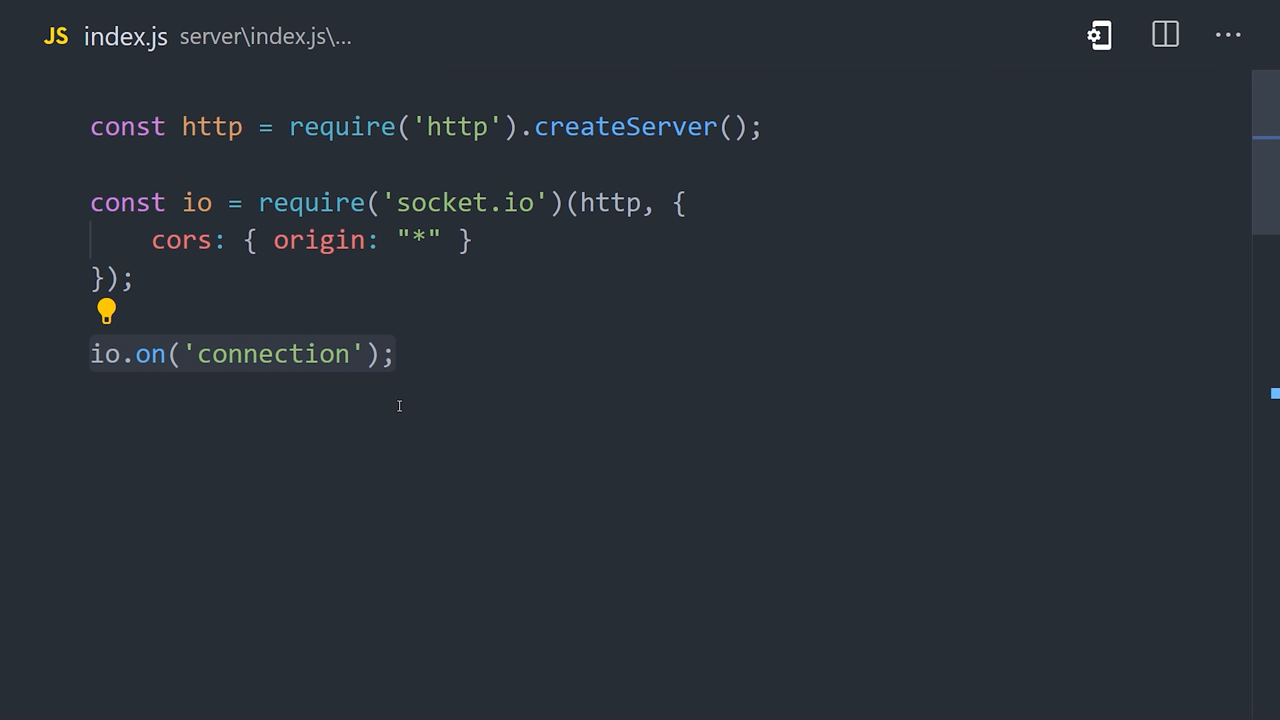 JS index.js server\index.js\...
const http = require('http').createServer();
const io = require('socket.io')(http, {
    cors: { origin: "*" }
});
io.on('connection');